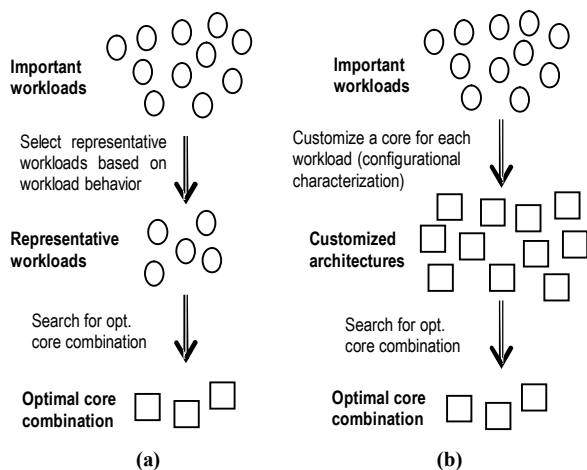 Important
workloads
Select representative
workloads based on
workload behavior
Representative
workloads
Search for opt.
core combination
Optimal core
combination
(a)
Important
workloads
Customize a core for each
workload (configurational
characterization)
Customized
architectures
Search for opt.
core combination
Optimal core
combination
(b)